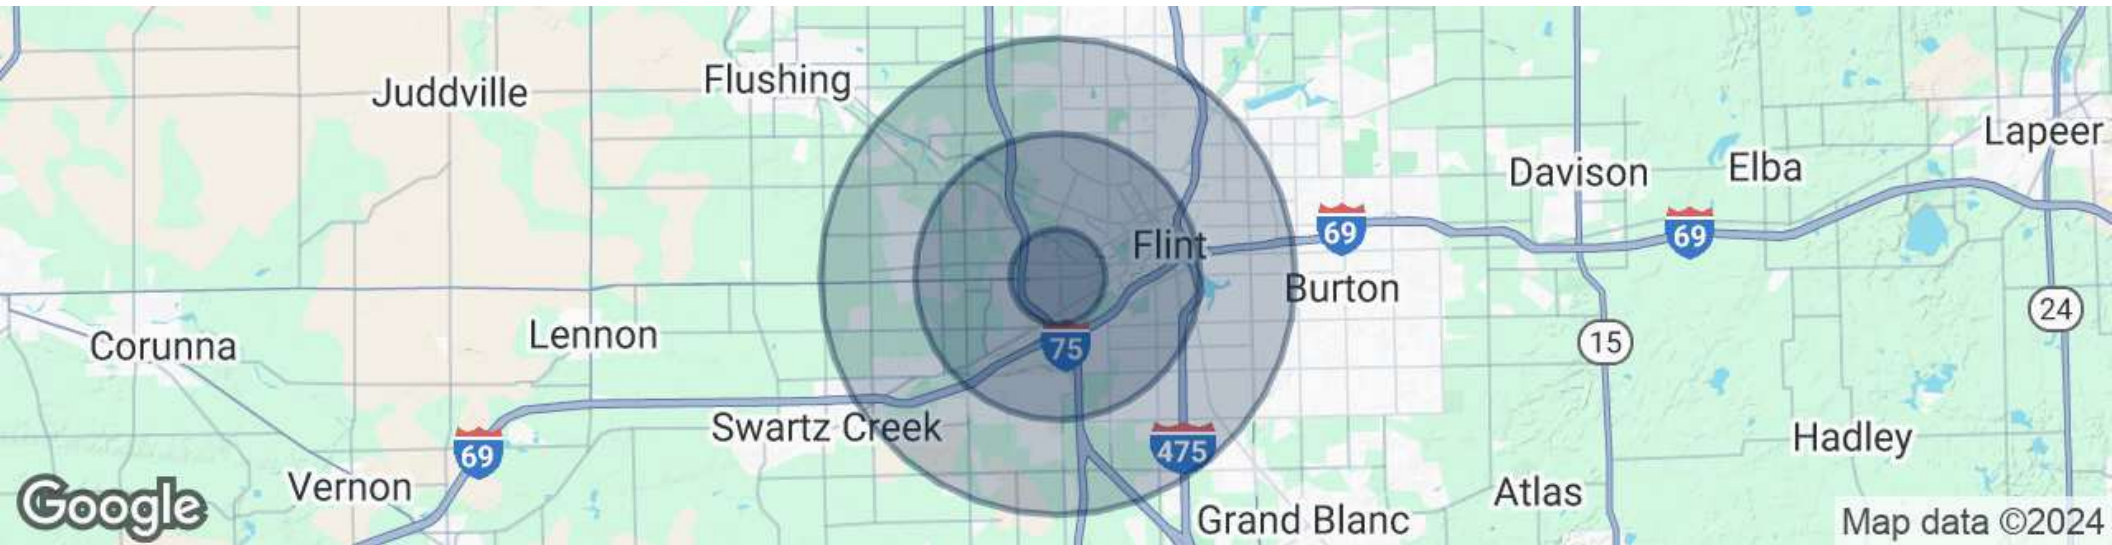 Juddville
Flushing
Lapeer
Davison
Elba
Flint
69
69
Burton
24
Corunna
Lennon
75
15
Swartz Creek
69
475
Hadley
Vernon
Atlas
Google
Grand Blanc
Map data ©2024